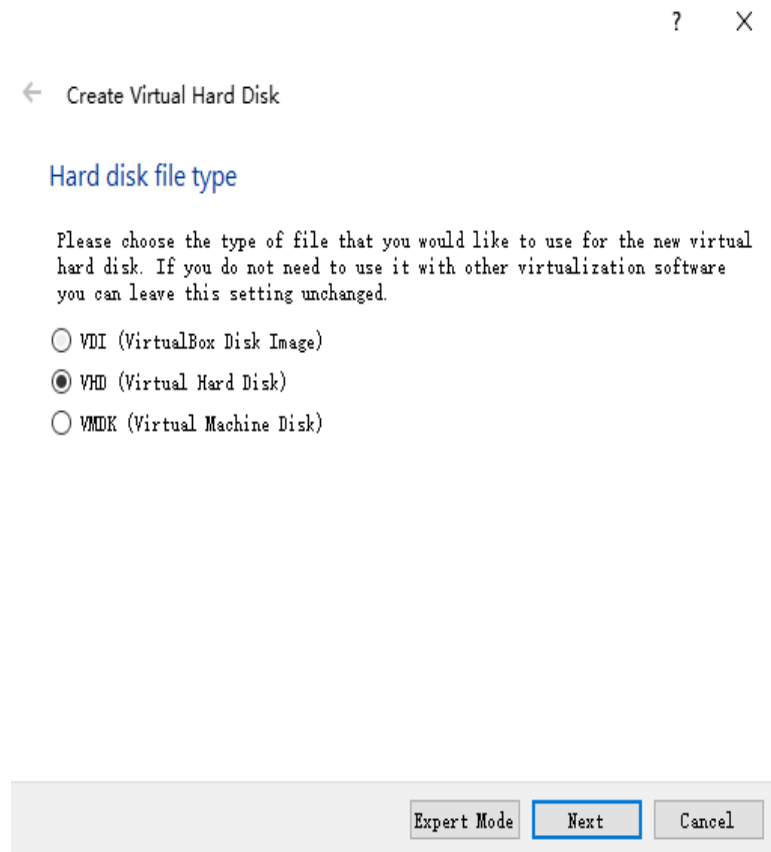 ?
Create Virtual Hard Disk
Hard disk file type
Please choose the type of file that you would like to use for the new virtual
hard disk. If you do not need to use it with other virtualization software
you can leave this setting unchanged.
VDI (VirtualBox Disk Image)
VHD (Virtual Hard Disk)
VMDK (Virtual Machine Disk)
Expert Mode Next Cancel